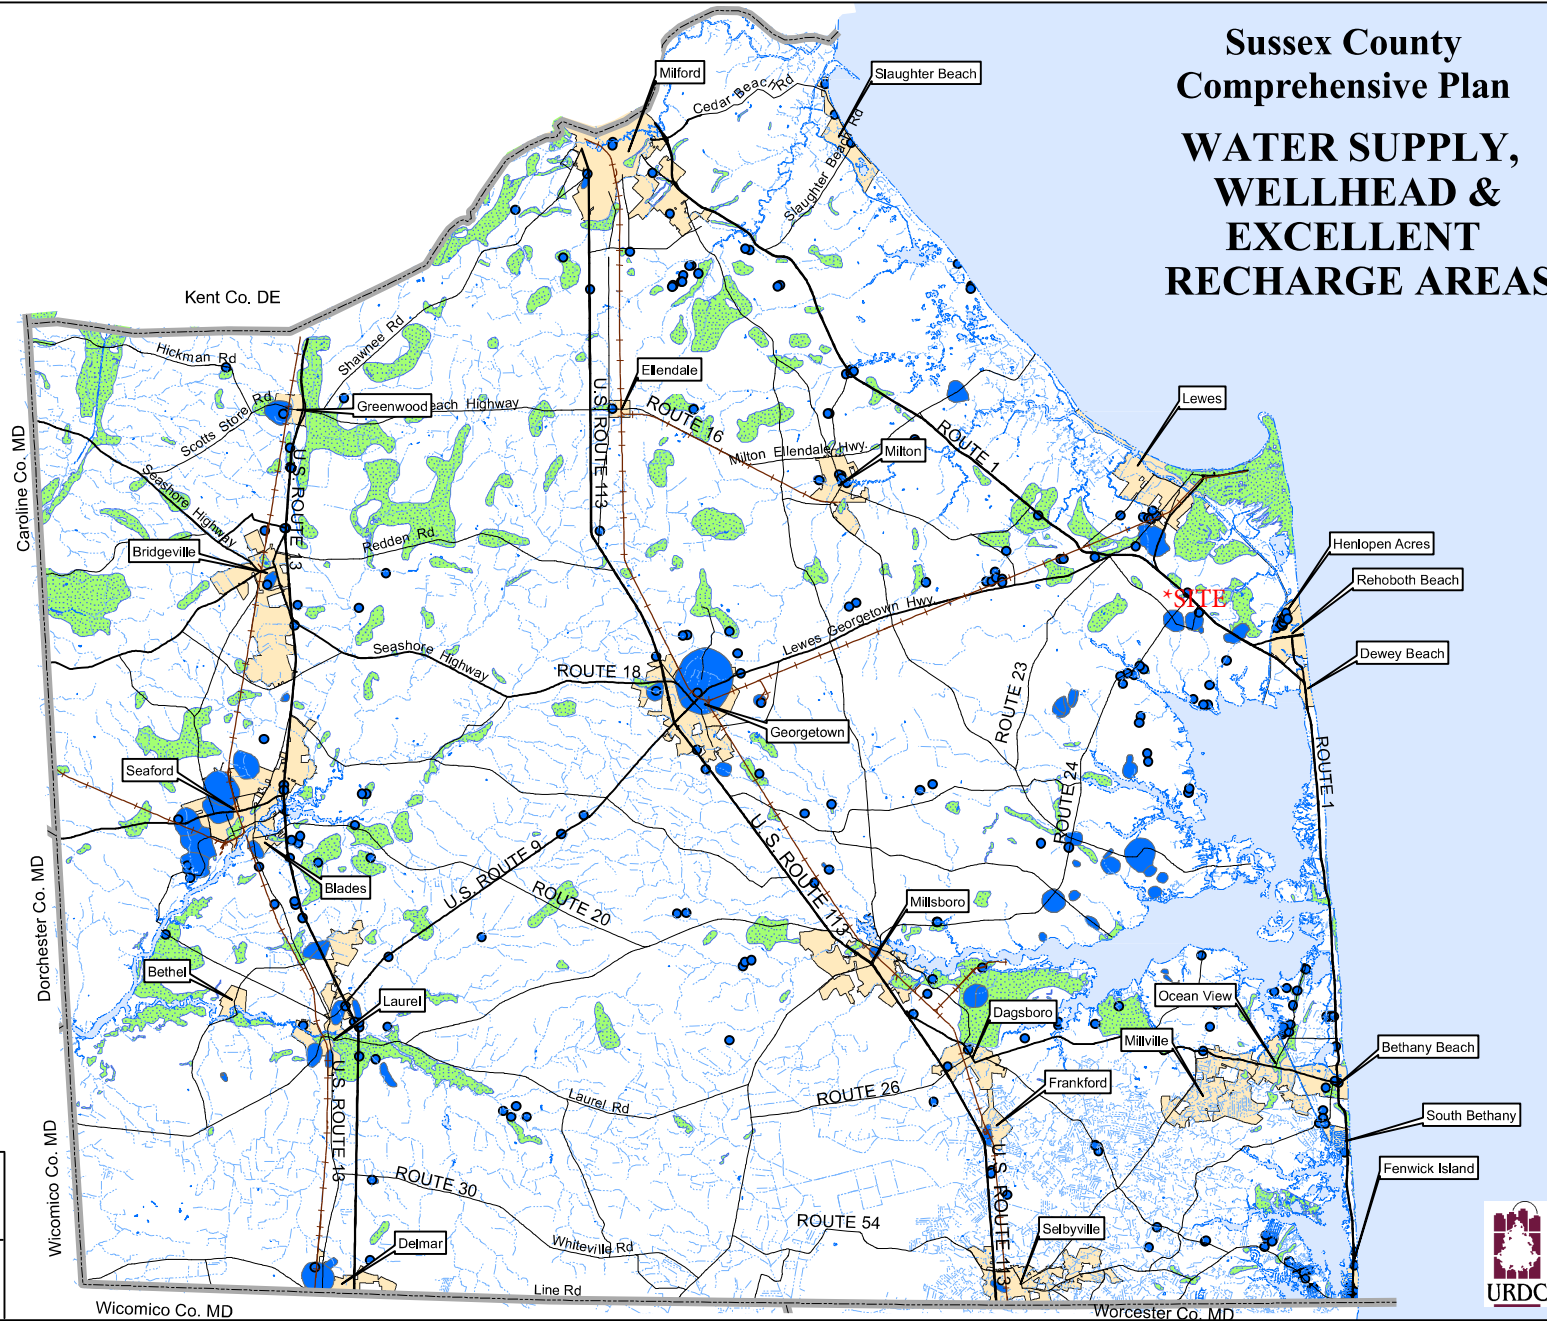 Sussex County
Comprehensive Plan
WATER SUPPLY,
WELLHEAD &
EXCELLENT
RECHARGE AREAS
Milford
Slaughter Beach
Cedar Beach Rd
Slaughter Beach Rd
Kent Co. DE
Hickman Rd
Shawnee Rd
Scotts Store Rd
Greenwood
each Highway
Ellendale
U.S. ROUTE 113
ROUTE 16
Milton Ellendale Hwy.
Milton
ROUTE 1
Lewes
Caroline Co. MD
Seashore Highway
U.S. ROUTE 13
Redden Rd
Bridgeville
Henlopen Acres
Rehoboth Beach
*SITE
Lewes Georgetown Hwy.
Seashore Highway
ROUTE 18
Dewey Beach
ROUTE 23
Georgetown
Seaford
ROUTE 1
ROUTE 24
U.S. ROUTE 9
U. S. ROUTE 113
Blades
ROUTE 20
Millsboro
Dorchester Co. MD
Bethel
Laurel
Ocean View
Dagsboro
Millville
Bethany Beach
Frankford
ROUTE 26
Laurel Rd
U.S. ROUTE 13
South Bethany
Wicomico Co. MD
ROUTE 30
Fenwick Island
U.S. ROUTE 113
ROUTE 54
Selbyville
Delmar
Whiteville Rd
Line Rd
Wicomico Co. MD
Worcester Co. MD
URDC